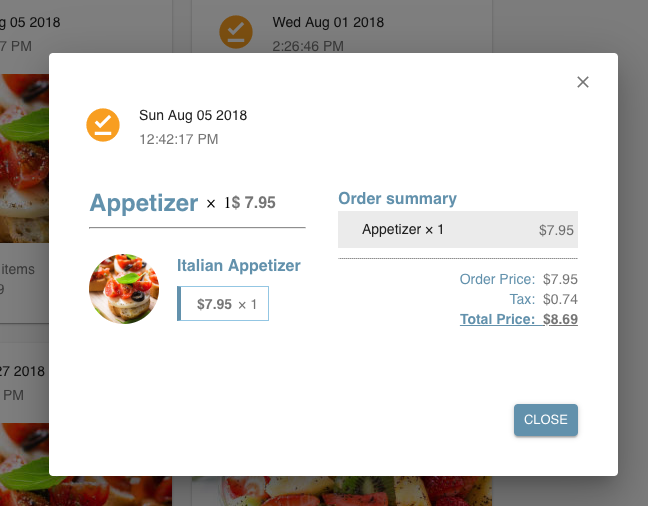 05 2018
7 PM
Wed Aug 01 2018
2:26:46 PM
Sun Aug 05 2018
12:42:17 PM
Appetizer × 1 $ 7.95
Italian Appetizer
$7.95 × 1
Order summary
Appetizer × 1 $7.95
Order Price: $7.95
Tax: $0.74
Total Price: $8.69
items
9
27 2018
PM
CLOSE